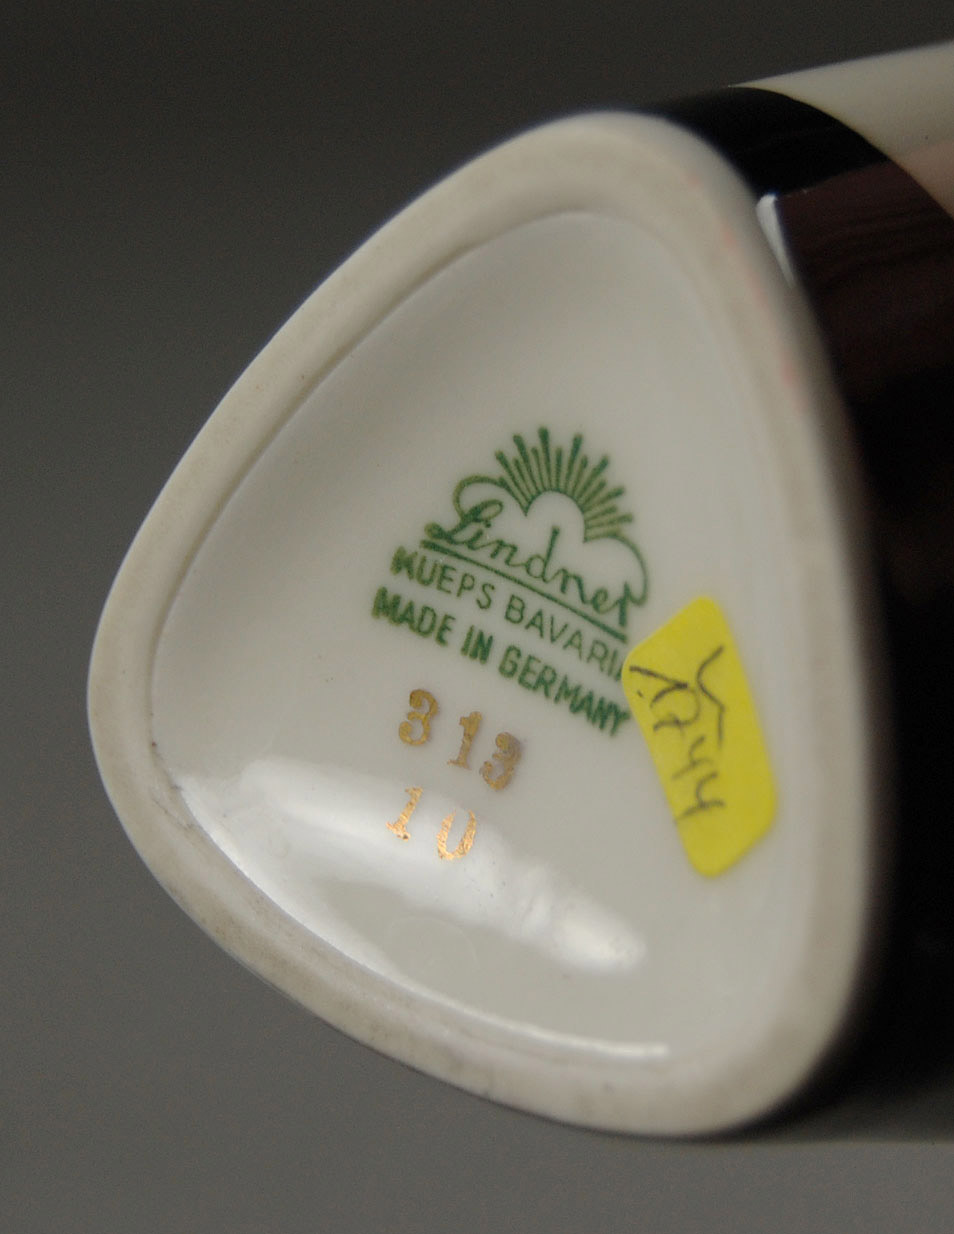 Lindner
KUEPS BAVARIA
MADE IN GERMANY
313
10